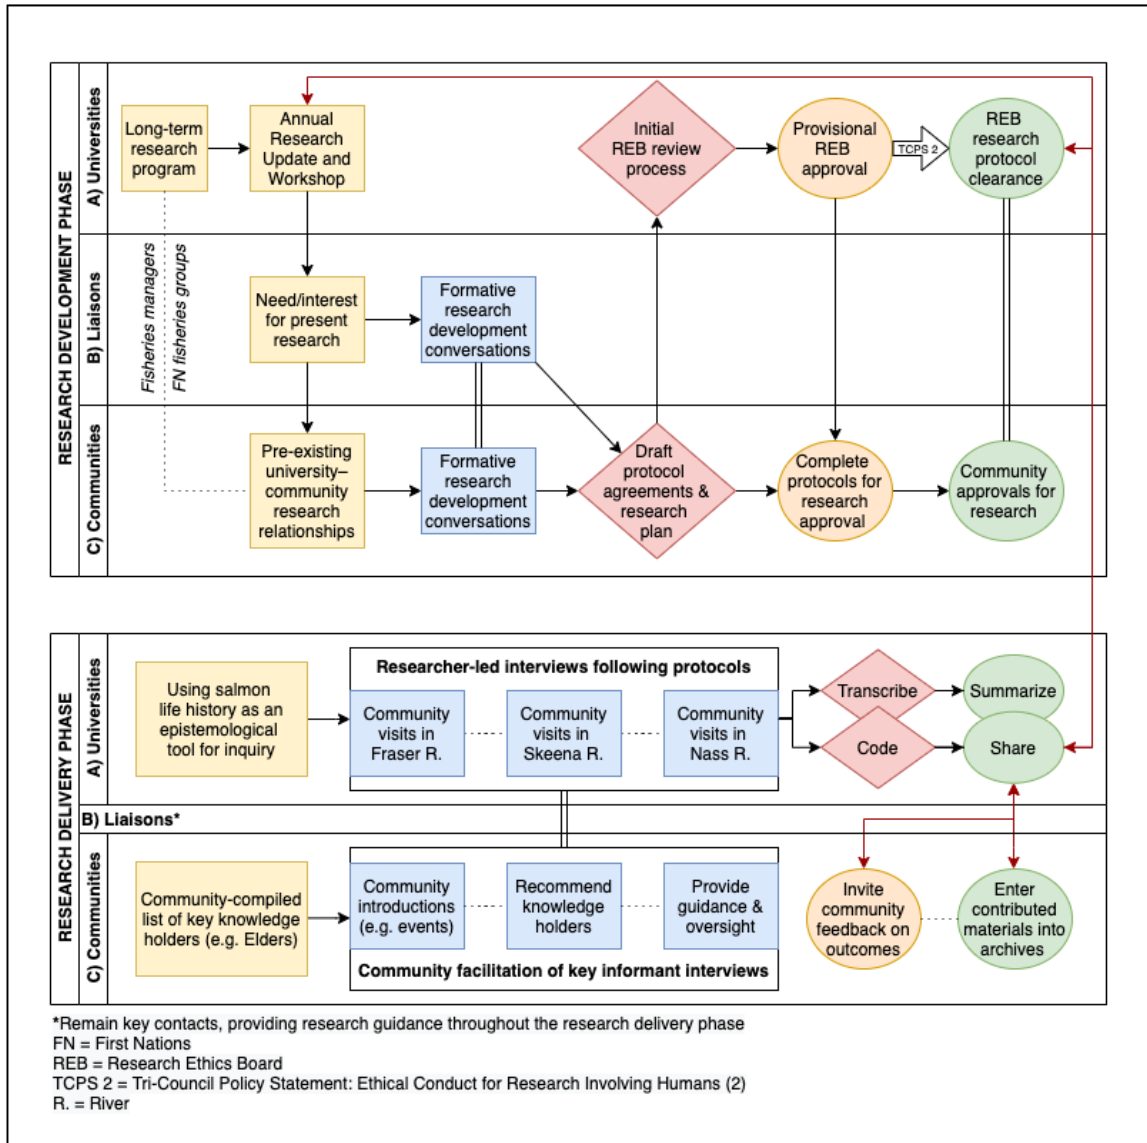 RESEARCH DEVELOPMENT PHASE
A) Universities
Long-term
research
program
Annual
Research
Update and
Workshop
Initial
REB review
process
Provisional
REB
approval
TCPS 2
REB
research
protocol
clearance
B) Liaisons
Fisheries managers
FN fisheries groups
Need/interest
for present
research
Formative
research
development
conversations
C) Communities
Pre-existing
university–
community
research
relationships
Formative
research
development
conversations
Draft
protocol
agreements &
research
plan
Complete
protocols for
research
approval
Community
approvals for
research
RESEARCH DELIVERY PHASE
A) Universities
Using salmon
life history as an
epistemological
tool for inquiry
Researcher-led interviews following protocols
Community
visits in
Fraser R.
Community
visits in
Skeena R.
Community
visits in
Nass R.
Transcribe
Summarize
Code
Share
B) Liaisons*
C) Communities
Community-compiled
list of key knowledge
holders (e.g. Elders)
Community
introductions
(e.g. events)
Recommend
knowledge
holders
Provide
guidance &
oversight
Community facilitation of key informant interviews
Invite
community
feedback on
outcomes
Enter
contributed
materials into
archives
*Remain key contacts, providing research guidance throughout the research delivery phase
FN = First Nations
REB = Research Ethics Board
TCPS 2 = Tri-Council Policy Statement: Ethical Conduct for Research Involving Humans (2)
R. = River